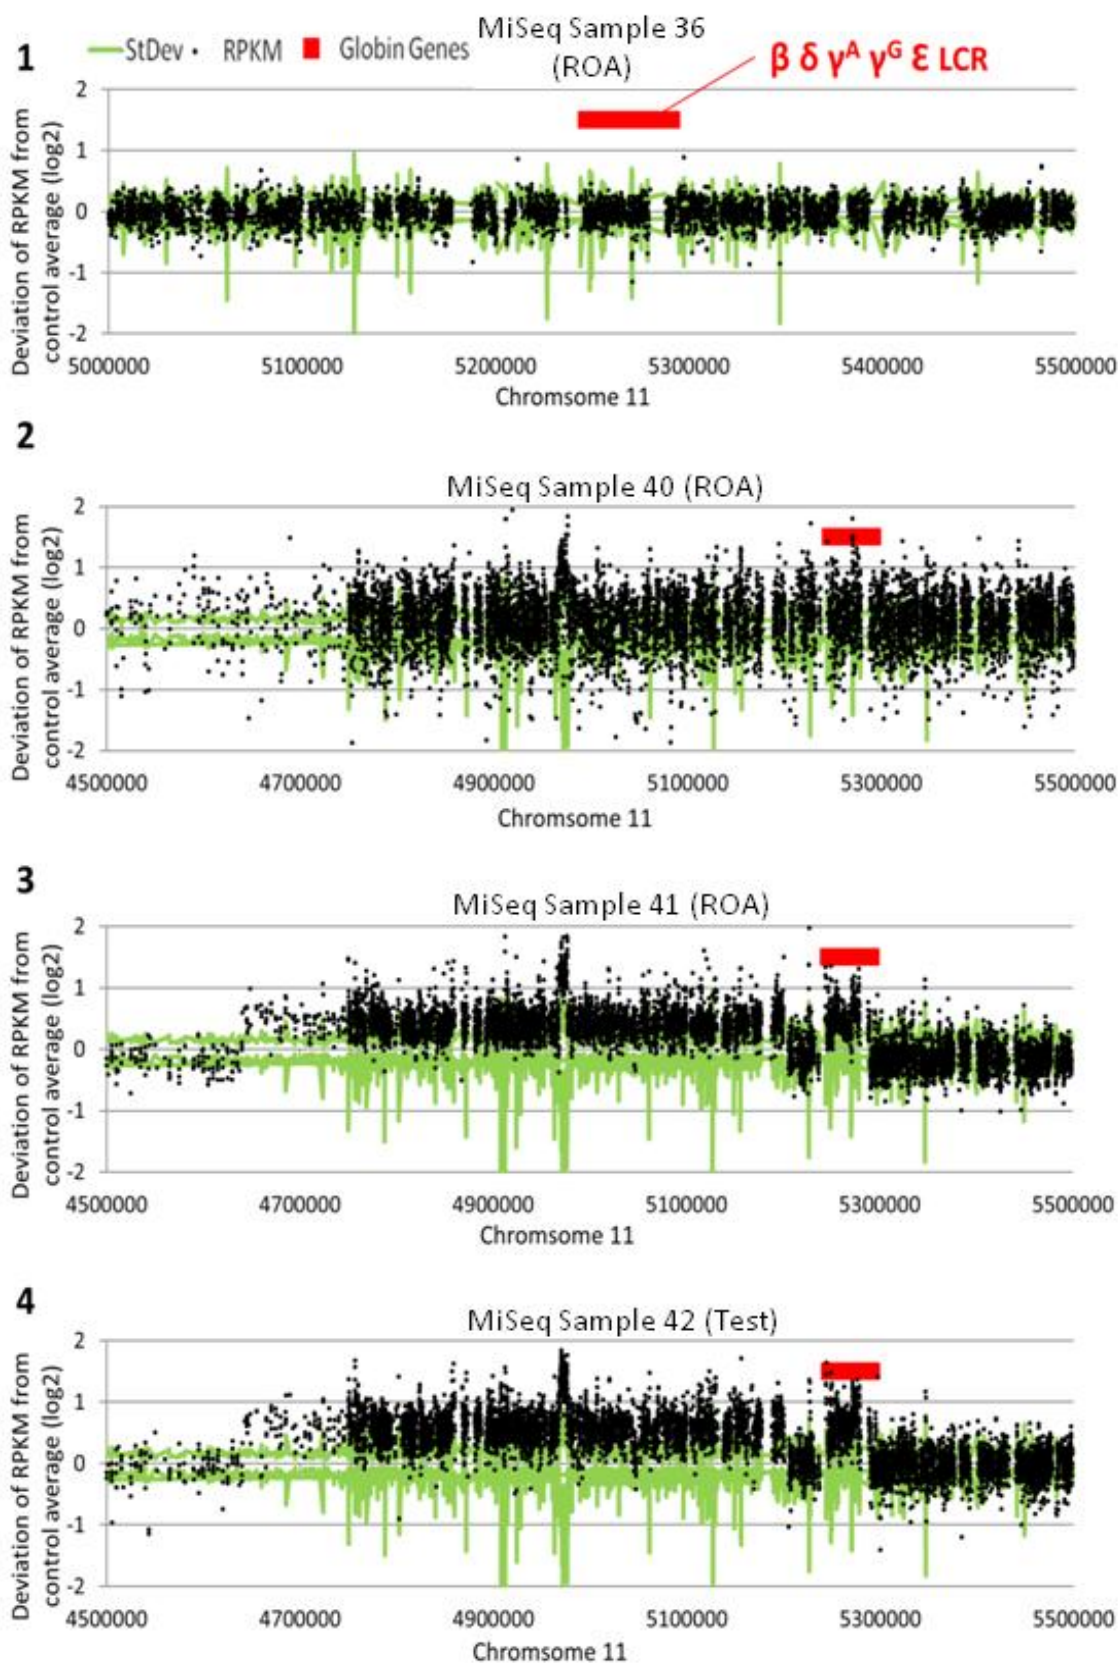 1
StDev • RPKM Globin Genes
MiSeq Sample 36
(ROA)
β δ γᴬ γᴳ Ɛ LCR
Deviation of RPKM from
control average (log2)
2
1
0
-1
-2
5000000 5100000 5200000 5300000 5400000 5500000
Chromsome 11
2
MiSeq Sample 40 (ROA)
Deviation of RPKM from
control average (log2)
2
1
0
-1
-2
4500000 4700000 4900000 5100000 5300000 5500000
Chromsome 11
3
MiSeq Sample 41 (ROA)
Deviation of RPKM from
control average (log2)
2
1
0
-1
-2
4500000 4700000 4900000 5100000 5300000 5500000
Chromsome 11
4
MiSeq Sample 42 (Test)
Deviation of RPKM from
control average (log2)
2
1
0
-1
-2
4500000 4700000 4900000 5100000 5300000 5500000
Chromsome 11